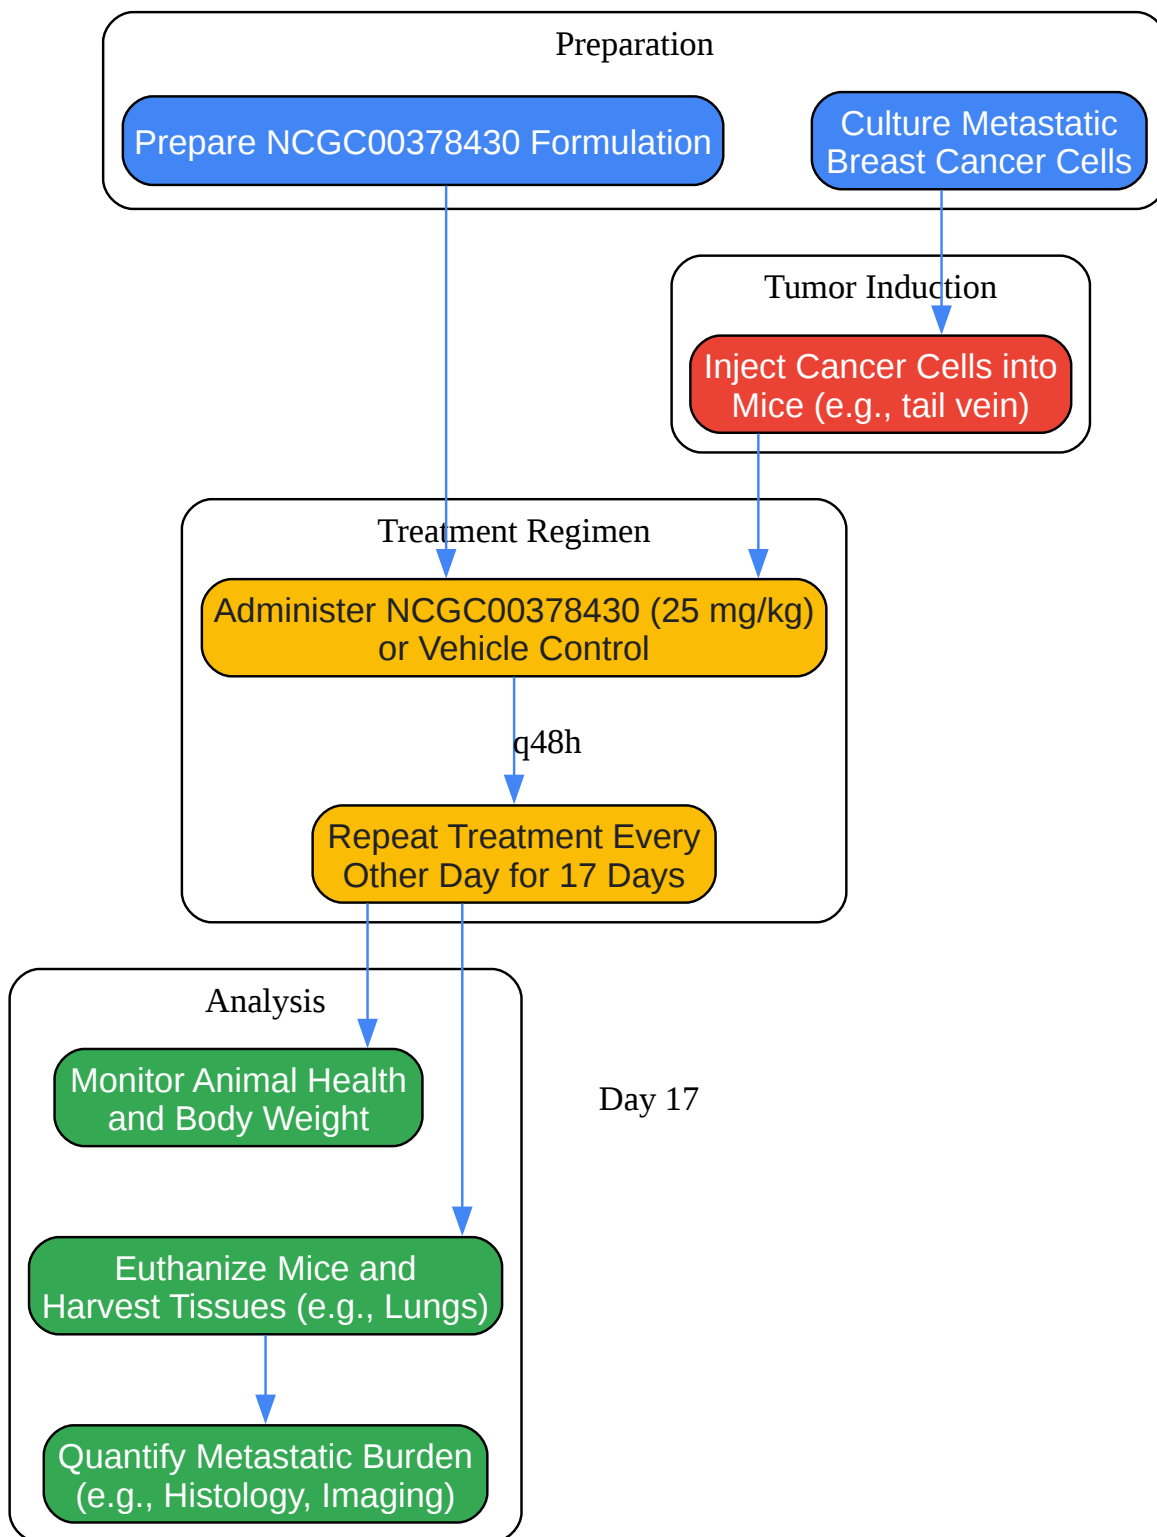 Preparation
Prepare NCGC00378430 Formulation
Culture Metastatic
Breast Cancer Cells
Tumor Induction
Inject Cancer Cells into
Mice (e.g., tail vein)
Treatment Regimen
Administer NCGC00378430 (25 mg/kg)
or Vehicle Control
q48h
Repeat Treatment Every
Other Day for 17 Days
Analysis
Monitor Animal Health
and Body Weight
Day 17
Euthanize Mice and
Harvest Tissues (e.g., Lungs)
Quantify Metastatic Burden
(e.g., Histology, Imaging)